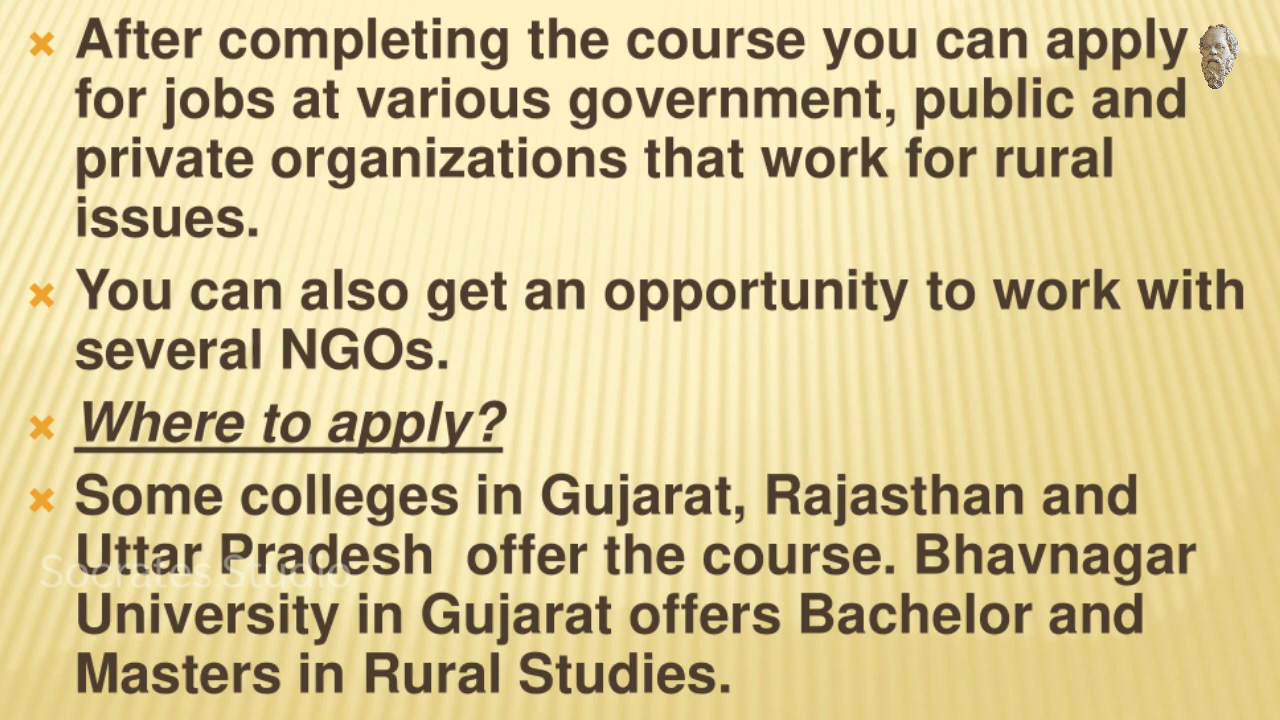 After completing the course you can apply
for jobs at various government, public and
private organizations that work for rural
issues.
You can also get an opportunity to work with
several NGOs.
Where to apply?
Some colleges in Gujarat, Rajasthan and
Uttar Pradesh  offer the course. Bhavnagar
Socrates Studio
University in Gujarat offers Bachelor and
Masters in Rural Studies.